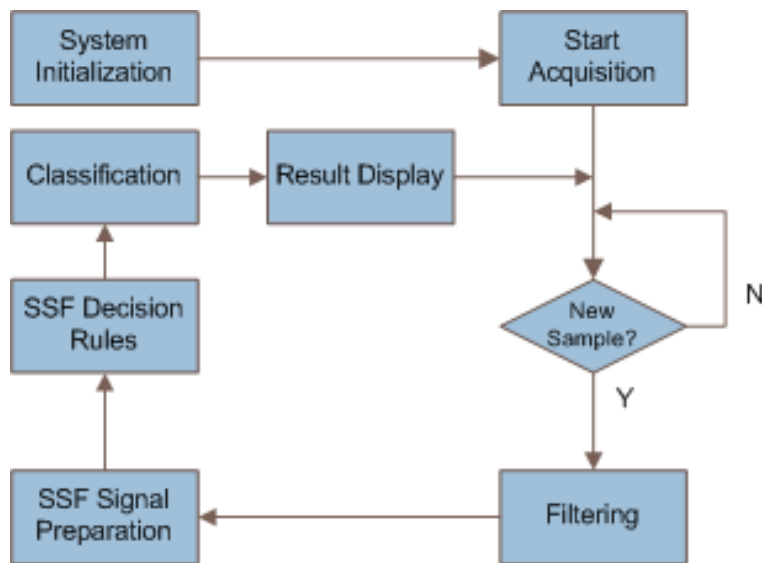 System
Initialization
Start
Acquisition
Classification
Result Display
SSF Decision
Rules
New
Sample?
N
Y
SSF Signal
Preparation
Filtering